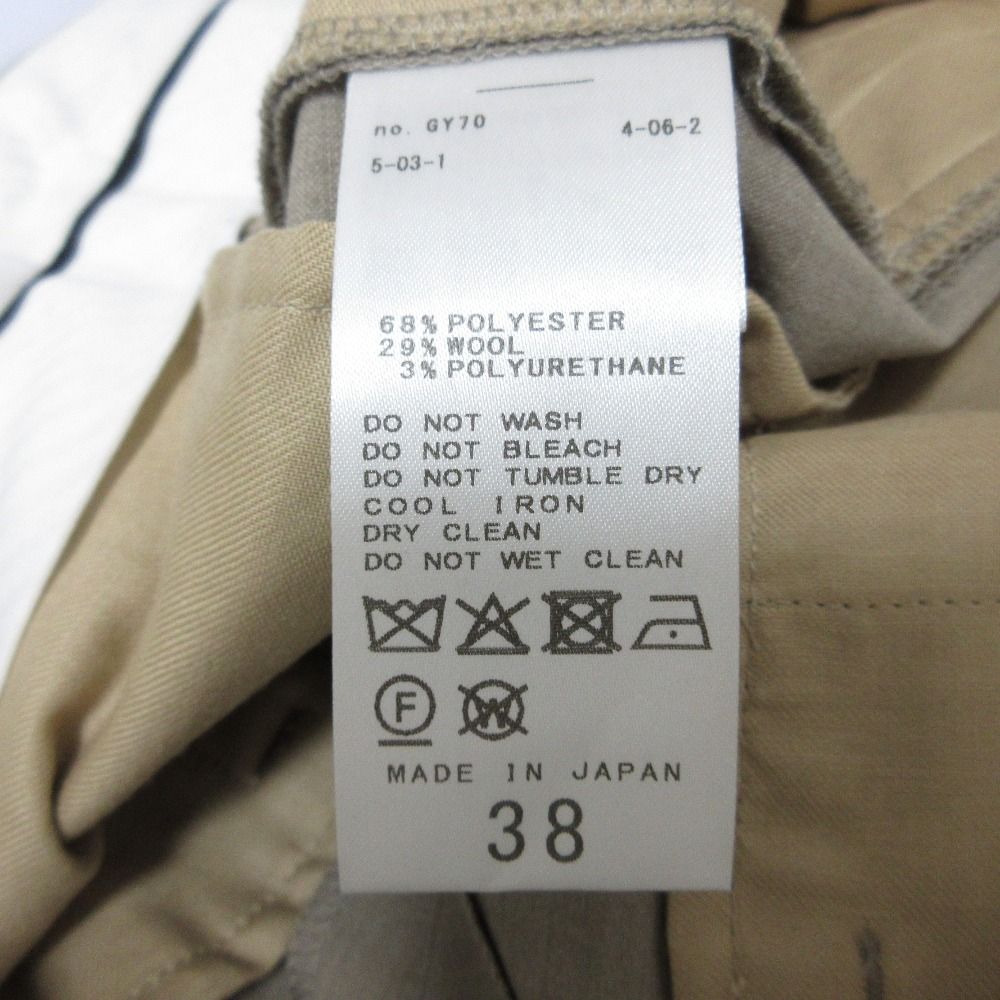 no. GY70 4-06-2
5-03-1
68% POLYESTER
29% WOOL
3% POLYURETHANE
DO NOT WASH
DO NOT BLEACH
DO NOT TUMBLE DRY
COOL IRON
DRY CLEAN
DO NOT WET CLEAN
F W
MADE IN JAPAN
38